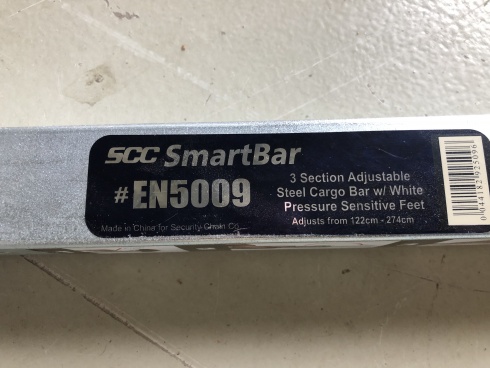 SCC SmartBar
#EN5009
3 Section Adjustable
Steel Cargo Bar w/ White
Pressure Sensitive Feet
Adjusts from 122cm - 274cm
Made in China for Security Chain Co.